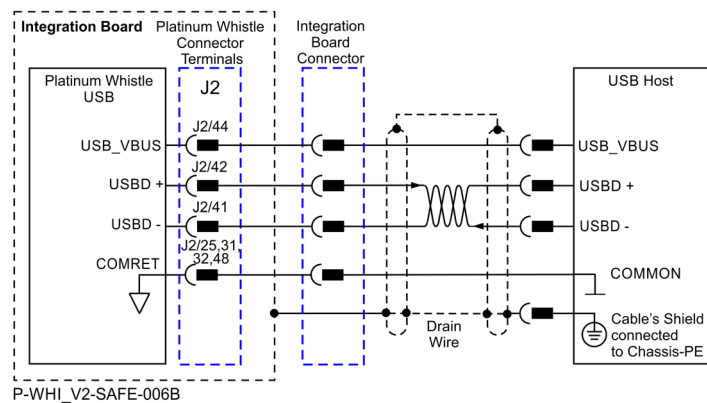 Integration Board
Platinum Whistle
Connector
Terminals
Integration
Board
Connector
Platinum Whistle
USB
J2
USB Host
J2/44
USB_VBUS
USB_VBUS
J2/42
USBD +
USBD +
J2/41
USBD -
USBD -
J2/25,31,
32,48
COMRET
COMMON
Drain
Wire
Cable's Shield
connected
to Chassis-PE
P-WHI_V2-SAFE-006B